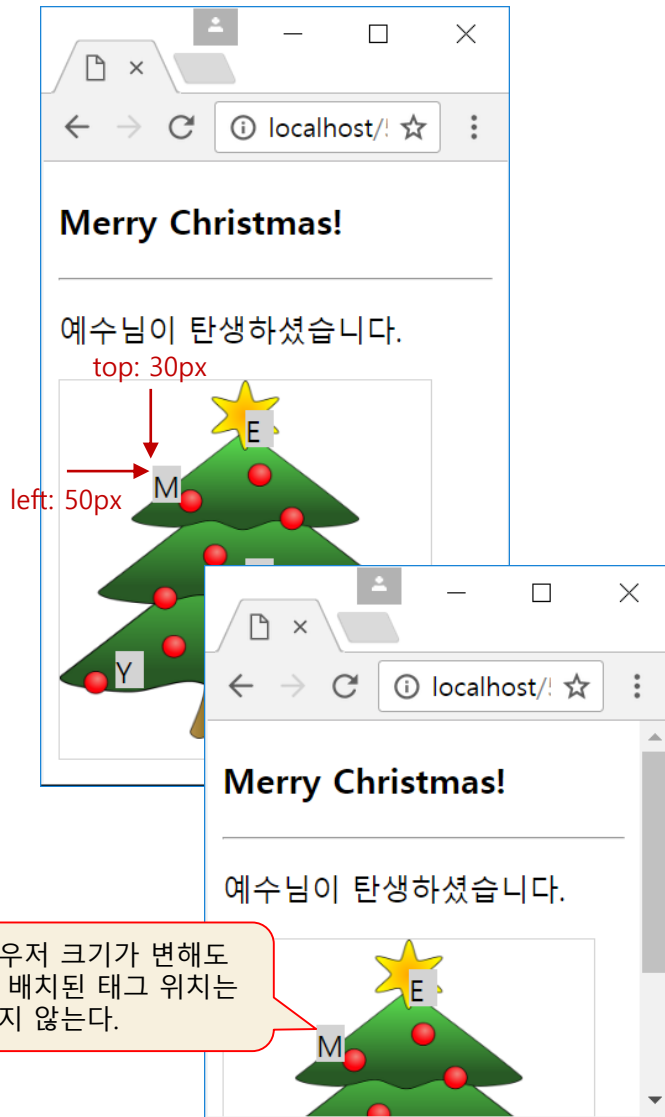 localhost/
Merry Christmas!
예수님이 탄생하셨습니다.
top: 30px
E
M
left: 50px
Y
localhost/
Merry Christmas!
예수님이 탄생하셨습니다.
우저 크기가 변해도
배치된 태그 위치는
지 않는다.
E
M